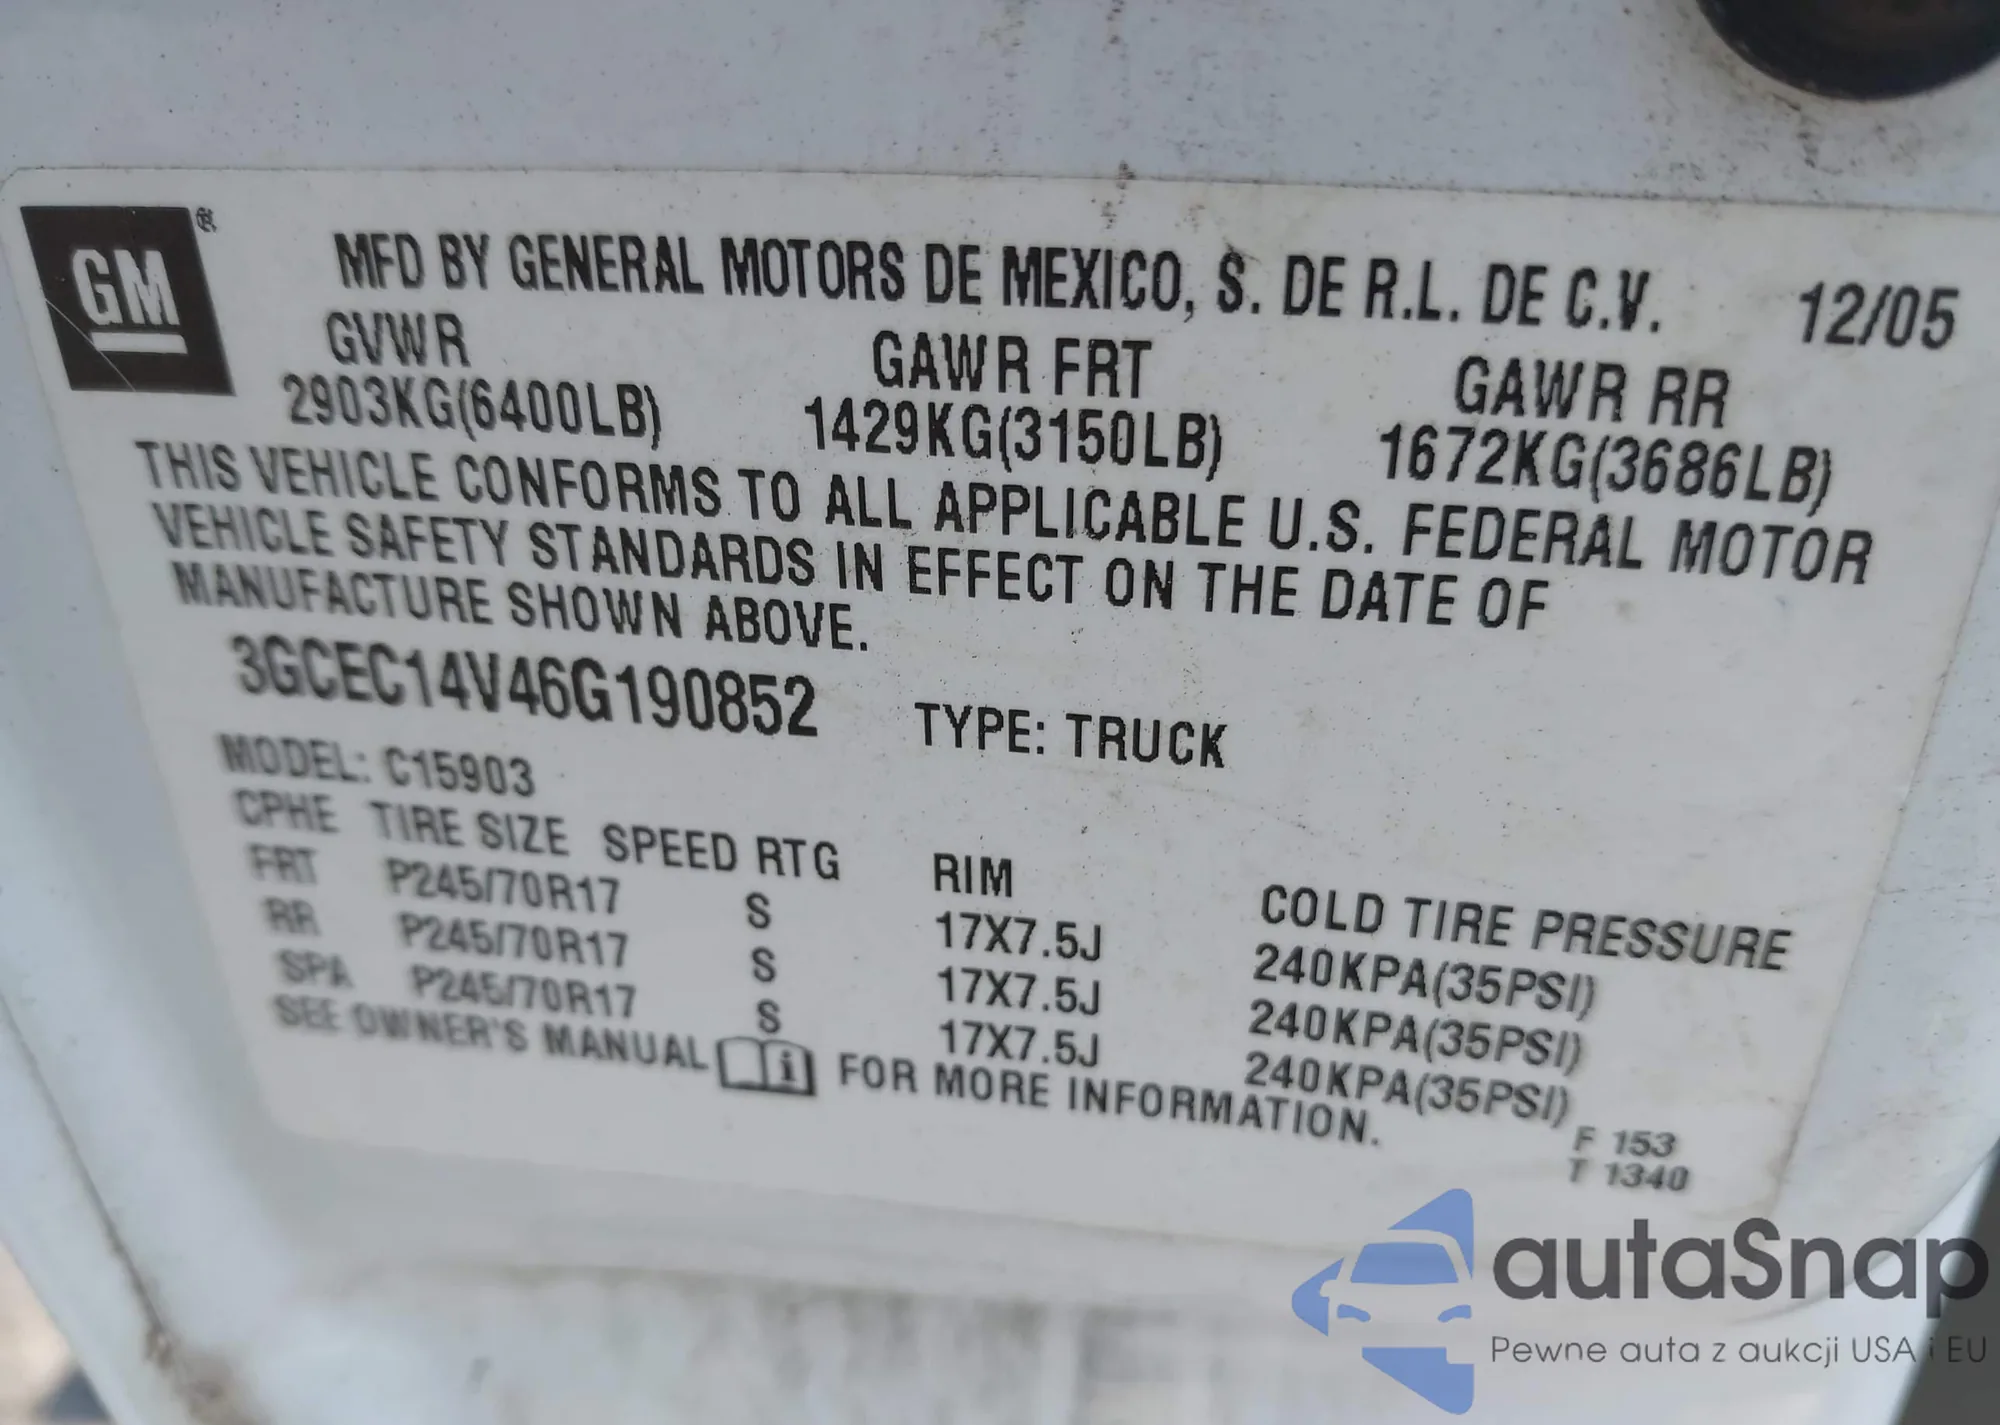 GM®
MFD BY GENERAL MOTORS DE MEXICO, S. DE R.L. DE C.V. 12/05
GVWR GAWR FRT GAWR RR
2903KG(6400LB) 1429KG(3150LB) 1672KG(3686LB)
THIS VEHICLE CONFORMS TO ALL APPLICABLE U.S. FEDERAL MOTOR
VEHICLE SAFETY STANDARDS IN EFFECT ON THE DATE OF
MANUFACTURE SHOWN ABOVE.
3GCEC14V46G190852 TYPE: TRUCK
MODEL: C15903
CPHE TIRE SIZE SPEED RTG RIM COLD TIRE PRESSURE
FRT P245/70R17 S 17X7.5J 240KPA(35PSI)
RR P245/70R17 S 17X7.5J 240KPA(35PSI)
SPA P245/70R17 S 17X7.5J 240KPA(35PSI)
SEE OWNER'S MANUAL i FOR MORE INFORMATION.
F 153
T 1340
autaSnap
Pewne auta z aukcji USA i EU